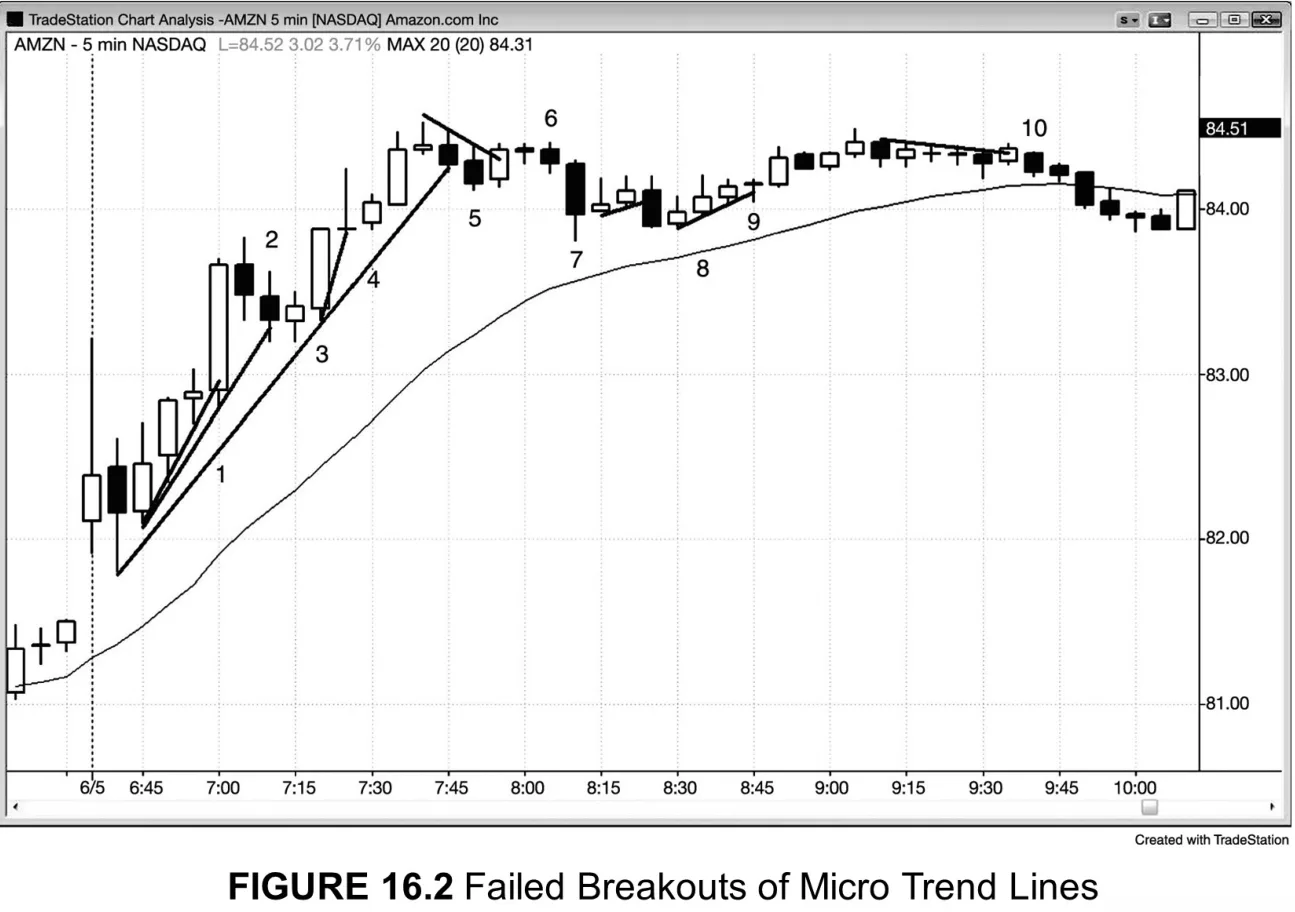 TradeStation Chart Analysis -AMZN 5 min [NASDAQ] Amazon.com Inc
S
I
AMZN - 5 min NASDAQ L=84.52 3.02 3.71% MAX 20 (20) 84.31
6
10
84.51
2
5
9
84.00
7
8
4
3
83.00
1
82.00
81.00
6/5 6:45 7:00 7:15 7:30 7:45 8:00 8:15 8:30 8:45 9:00 9:15 9:30 9:45 10:00
Created with TradeStation
FIGURE 16.2 Failed Breakouts of Micro Trend Lines